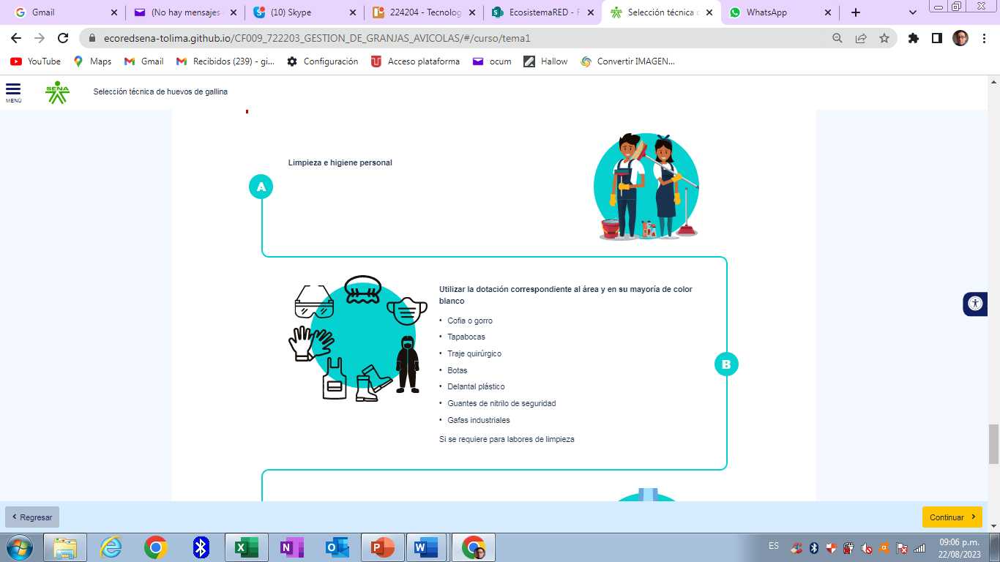 Gmail
(No hay mensajes
(10) Skype
224204 - Tecnolog
EcosistemaRED - F
Selección técnica d
WhatsApp
ecoredsena-tolima.github.io/CF009_722203_GESTION_DE_GRANJAS_AVICOLAS/#/curso/tema1
YouTube
Maps
Gmail
Recibidos (239) - gi...
Configuración
Acceso plataforma
ocum
Hallow
Convertir IMAGEN...
MENÚ
SENA
Selección técnica de huevos de gallina
Limpieza e higiene personal
A
Utilizar la dotación correspondiente al área y en su mayoría de color
blanco
• Cofia o gorro
• Tapabocas
• Traje quirúrgico
• Botas
• Delantal plástico
• Guantes de nitrilo de seguridad
• Gafas industriales
Si se requiere para labores de limpieza
B
Regresar
Continuar
ES
09:06 p.m.
22/08/2023